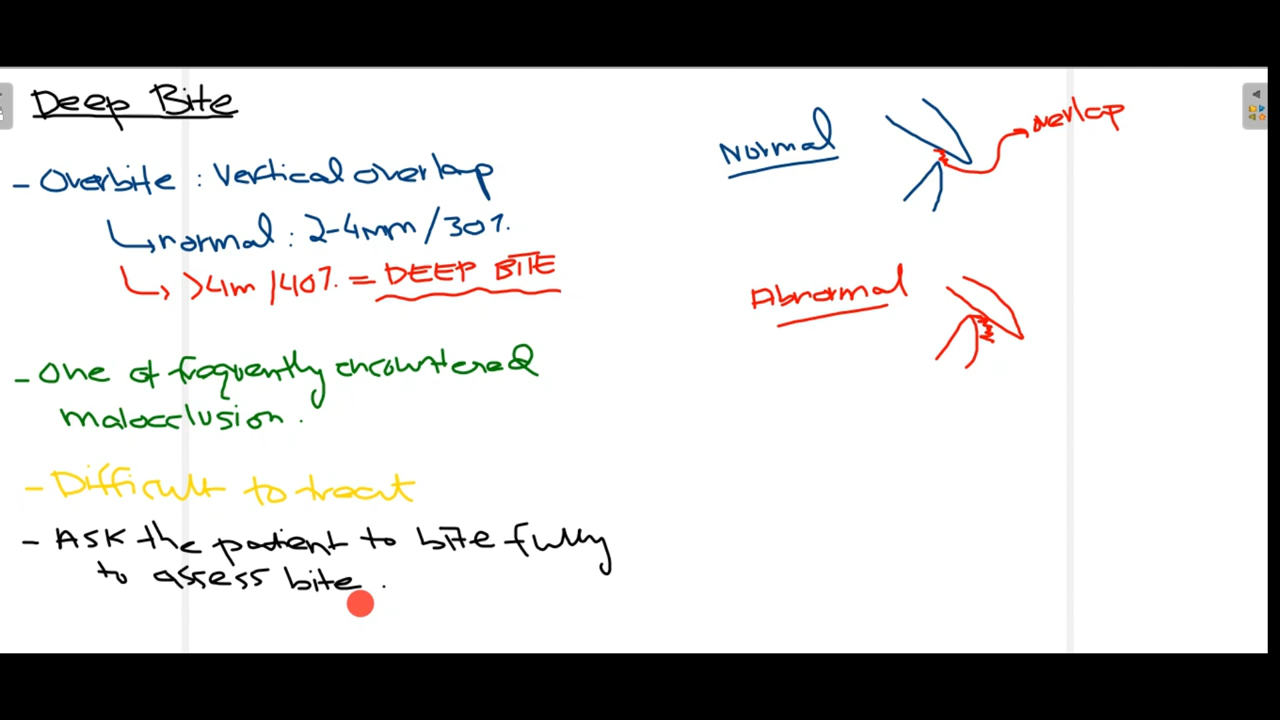 Deep Bite
- Overbite : Vertical overlap
normal : 2-4mm/30%.
>4m/40%. = DEEP BITE
- One of frequently encountered
malocclusion.
- Difficult to treat
- Ask the patient to bite fully
to assess bite.
Normal
overlap
Abnormal